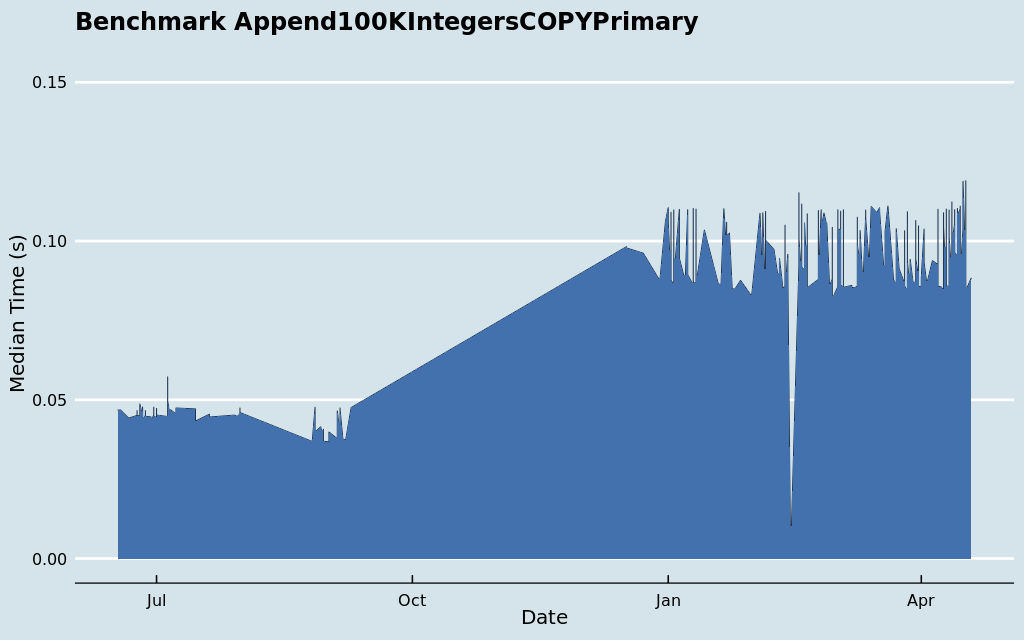 Benchmark Append100KIntegersCOPYPrimary
0.15
0.10
0.05
0.00
Median Time (s)
Jul Oct Jan Apr
Date